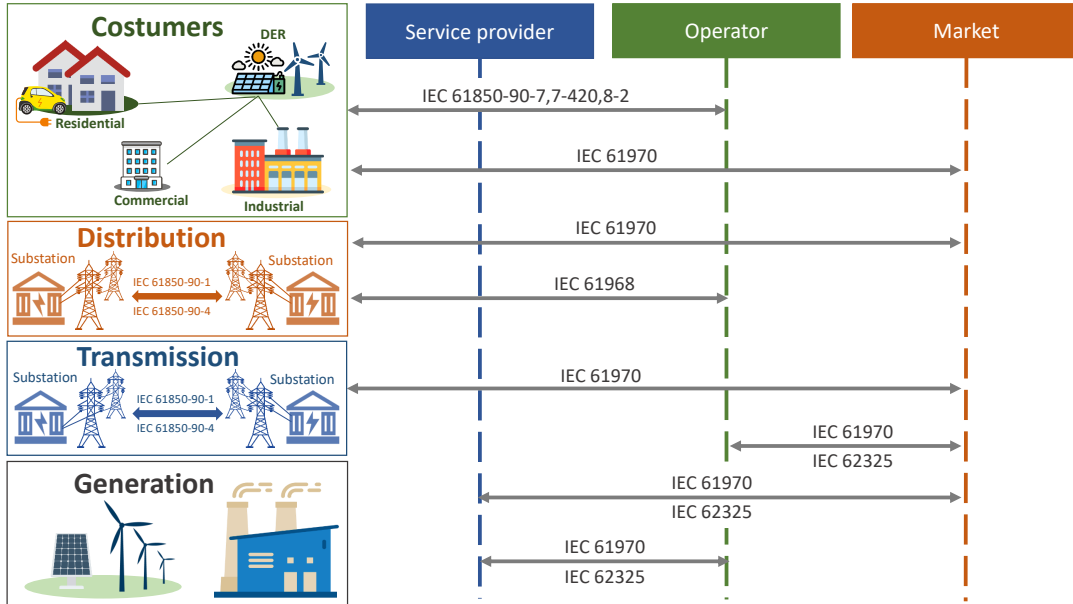 Costumers
DER
Residential
Commercial
Industrial
Service provider
Operator
Market
IEC 61850-90-7,7-420,8-2
IEC 61970
Distribution
Substation
Substation
IEC 61850-90-1
IEC 61850-90-4
IEC 61970
IEC 61968
Transmission
Substation
Substation
IEC 61850-90-1
IEC 61850-90-4
IEC 61970
IEC 61970
IEC 62325
Generation
IEC 61970
IEC 62325
IEC 61970
IEC 62325